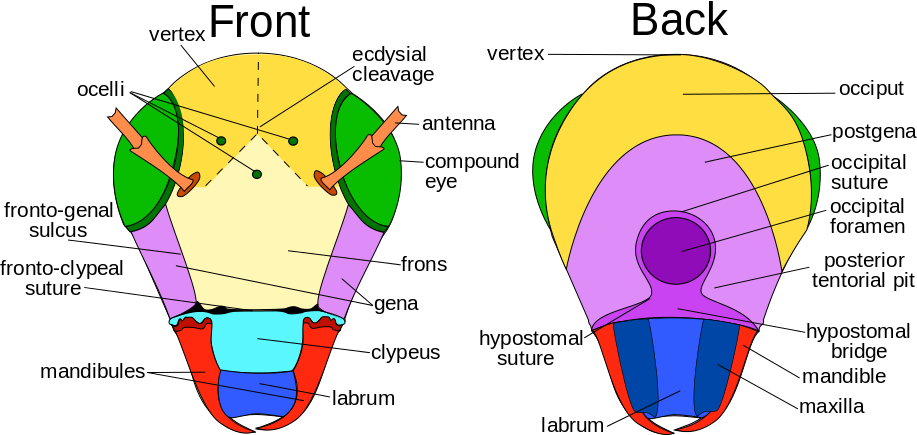 Front
vertex
ecdysial
cleavage
ocelli
antenna
compound
eye
fronto-genal
sulcus
fronto-clypeal
suture
frons
gena
clypeus
mandibules
labrum
Back
vertex
occiput
postgena
occipital
suture
occipital
foramen
posterior
tentorial pit
hypostomal
suture
hypostomal
bridge
mandible
maxilla
labrum